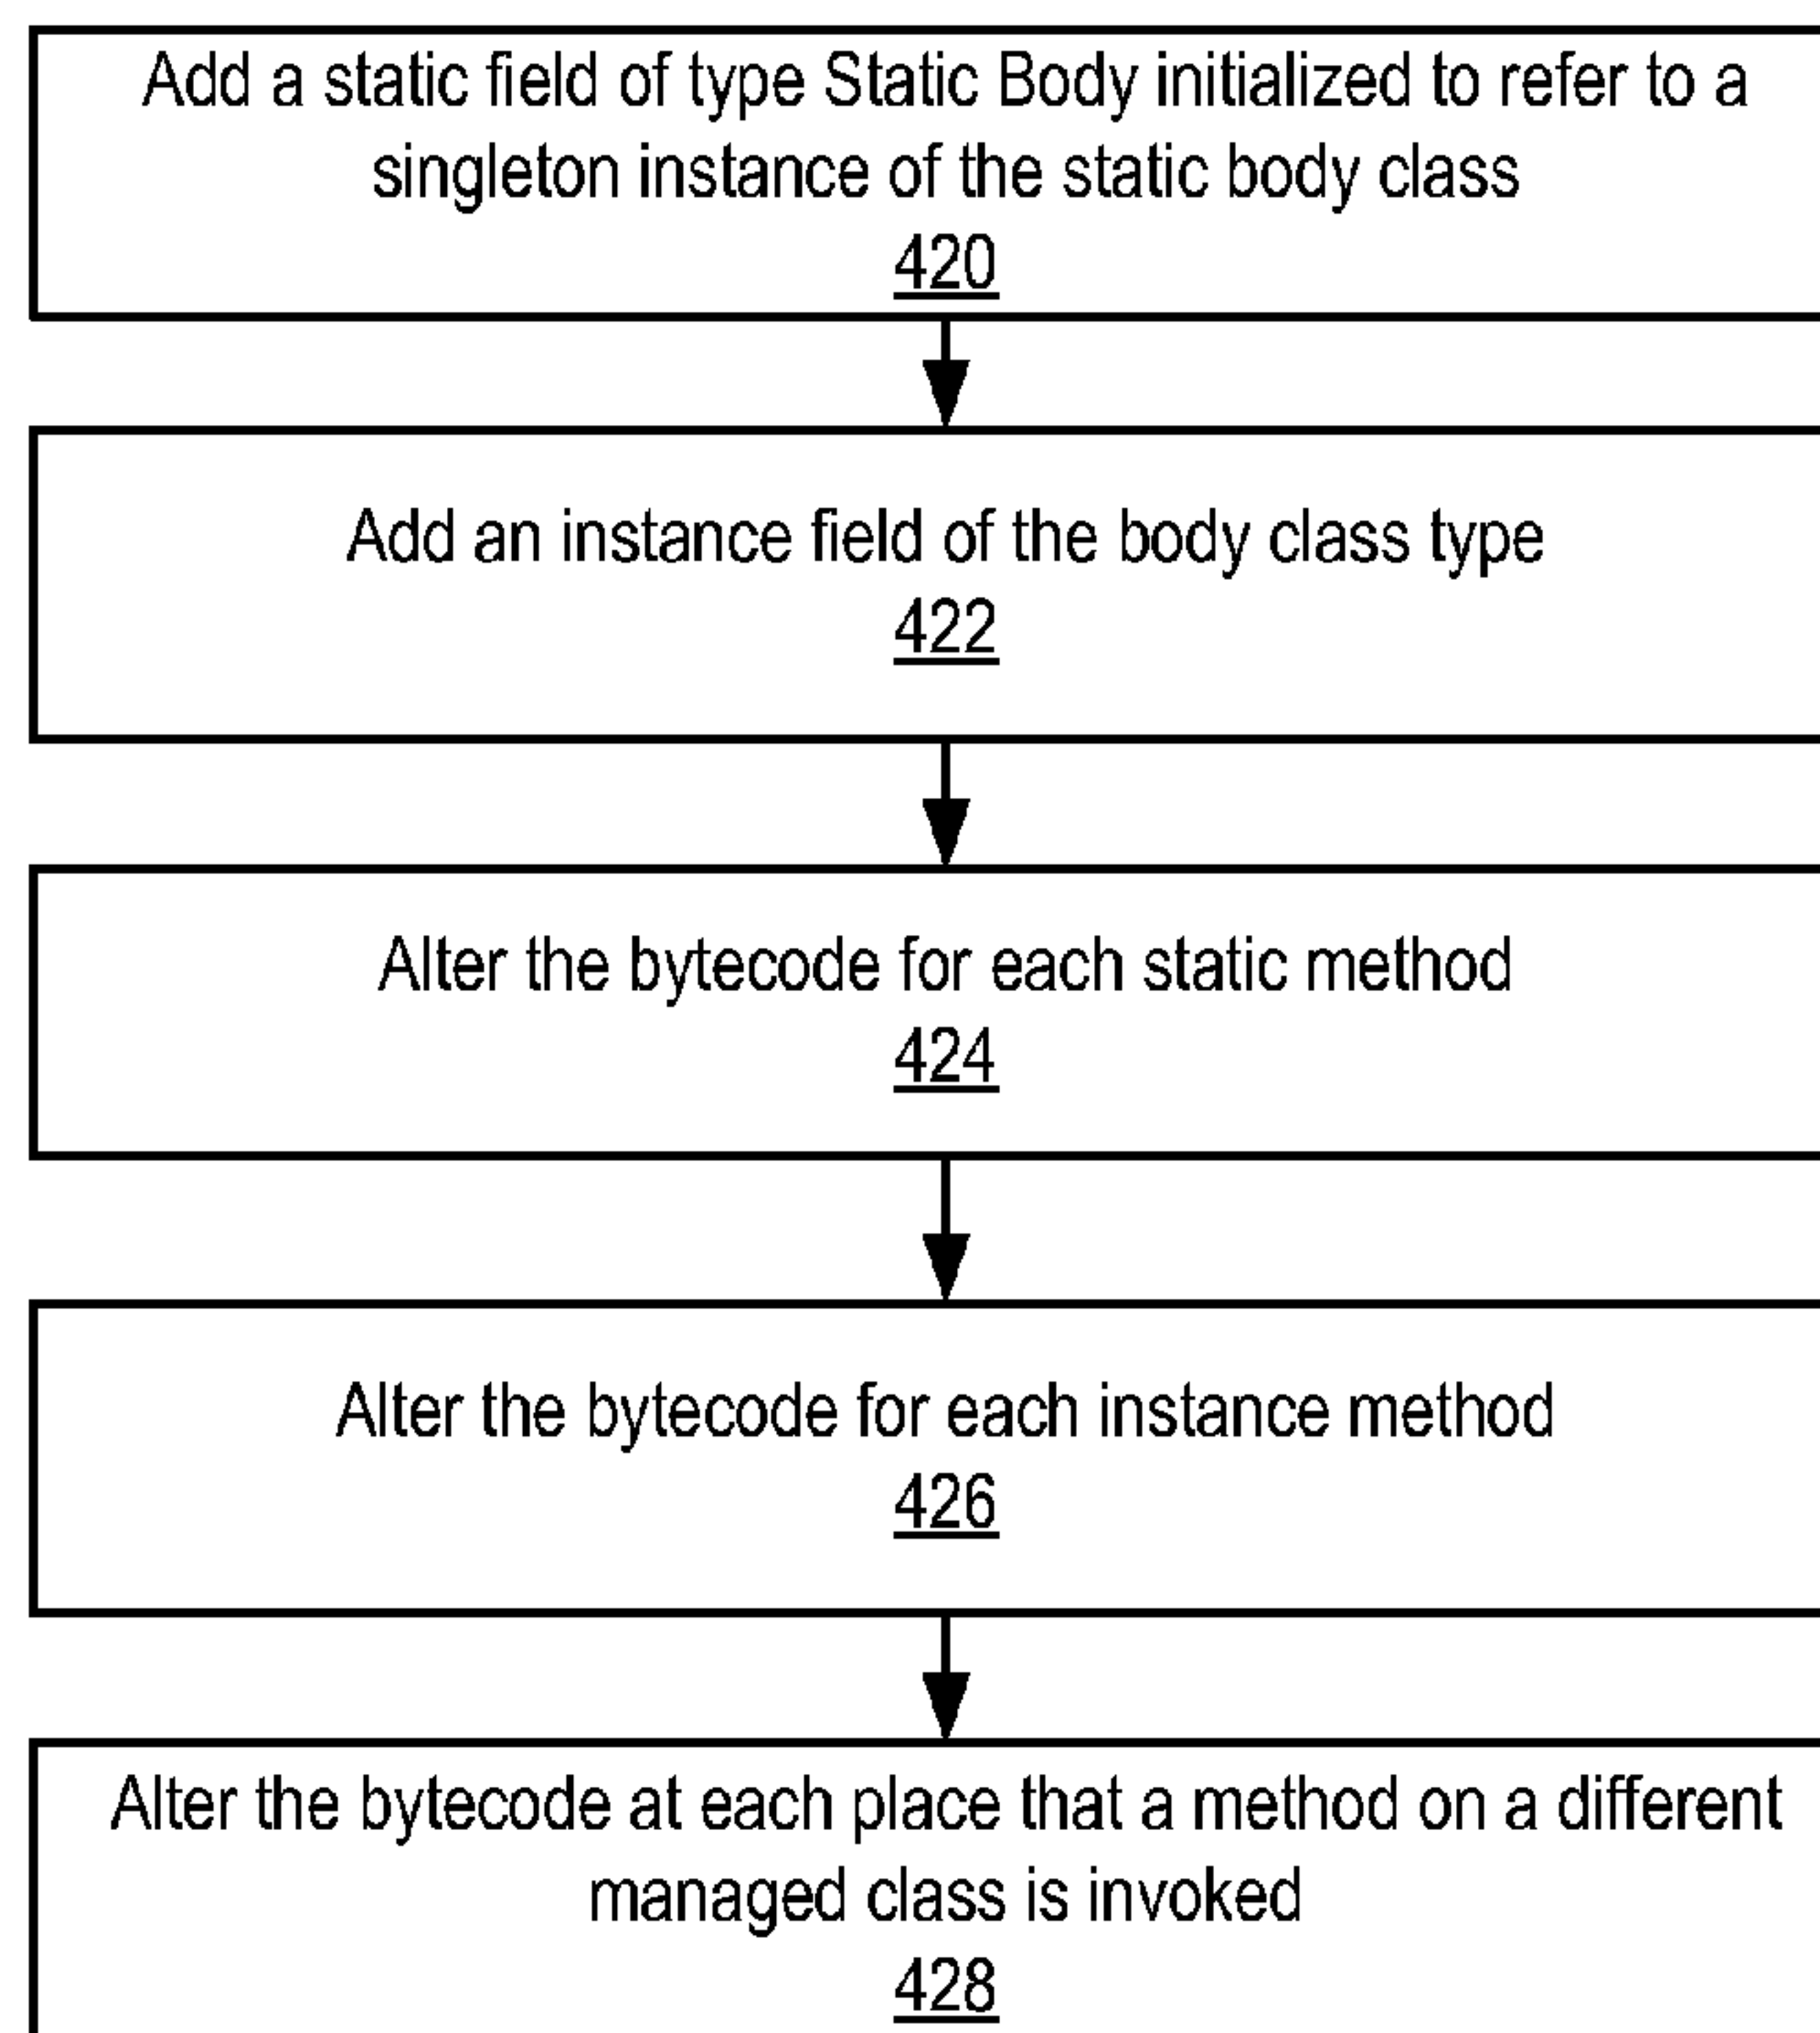 Add a static field of type Static Body initialized to refer to a
singleton instance of the static body class
420
Add an instance field of the body class type
422
Alter the bytecode for each static method
424
Alter the bytecode for each instance method
426
Alter the bytecode at each place that a method on a different
managed class is invoked
428